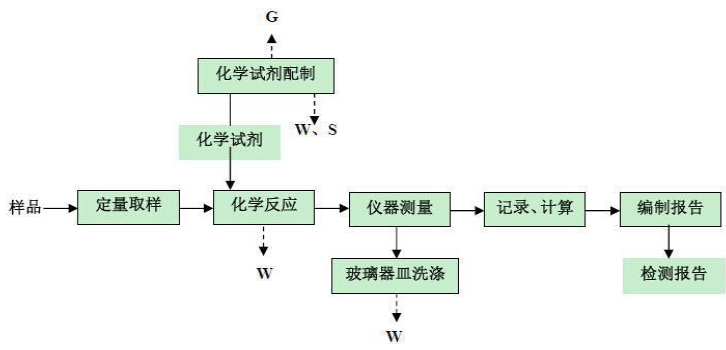 G
化学试剂配制
W、S
化学试剂
样品
定量取样
化学反应
仪器测量
记录、计算
编制报告
W
玻璃器皿洗涤
检测报告
W